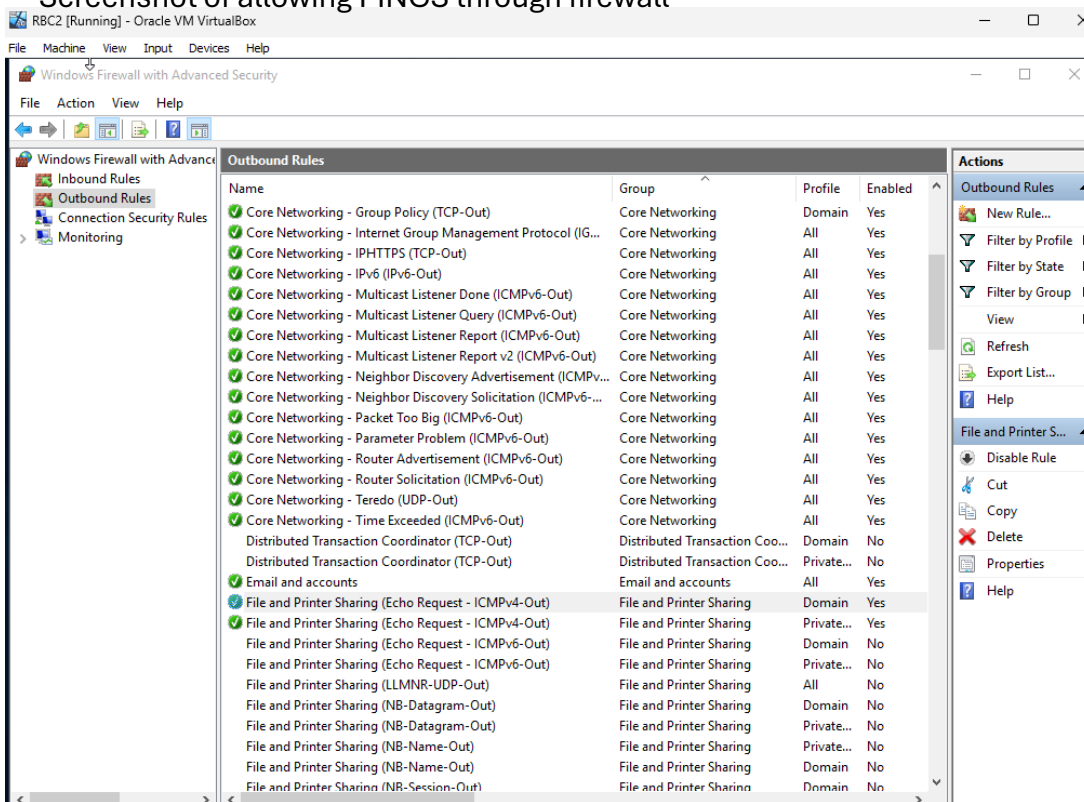 Screenshot of allowing PINGS through firewall
RBC2 [Running] - Oracle VM VirtualBox
File Machine View Input Devices Help
Windows Firewall with Advanced Security
File Action View Help
Windows Firewall with Advance
Inbound Rules
Outbound Rules
Connection Security Rules
Monitoring
Outbound Rules
Name Group Profile Enabled
Core Networking - Group Policy (TCP-Out) Core Networking Domain Yes
Core Networking - Internet Group Management Protocol (IG... Core Networking All Yes
Core Networking - IPHTTPS (TCP-Out) Core Networking All Yes
Core Networking - IPv6 (IPv6-Out) Core Networking All Yes
Core Networking - Multicast Listener Done (ICMPv6-Out) Core Networking All Yes
Core Networking - Multicast Listener Query (ICMPv6-Out) Core Networking All Yes
Core Networking - Multicast Listener Report (ICMPv6-Out) Core Networking All Yes
Core Networking - Multicast Listener Report v2 (ICMPv6-Out) Core Networking All Yes
Core Networking - Neighbor Discovery Advertisement (ICMPv... Core Networking All Yes
Core Networking - Neighbor Discovery Solicitation (ICMPv6-... Core Networking All Yes
Core Networking - Packet Too Big (ICMPv6-Out) Core Networking All Yes
Core Networking - Parameter Problem (ICMPv6-Out) Core Networking All Yes
Core Networking - Router Advertisement (ICMPv6-Out) Core Networking All Yes
Core Networking - Router Solicitation (ICMPv6-Out) Core Networking All Yes
Core Networking - Teredo (UDP-Out) Core Networking All Yes
Core Networking - Time Exceeded (ICMPv6-Out) Core Networking All Yes
Distributed Transaction Coordinator (TCP-Out) Distributed Transaction Coo... Domain No
Distributed Transaction Coordinator (TCP-Out) Distributed Transaction Coo... Private... No
Email and accounts Email and accounts All Yes
File and Printer Sharing (Echo Request - ICMPv4-Out) File and Printer Sharing Domain Yes
File and Printer Sharing (Echo Request - ICMPv4-Out) File and Printer Sharing Private... Yes
File and Printer Sharing (Echo Request - ICMPv6-Out) File and Printer Sharing Domain No
File and Printer Sharing (Echo Request - ICMPv6-Out) File and Printer Sharing Private... No
File and Printer Sharing (LLMNR-UDP-Out) File and Printer Sharing All No
File and Printer Sharing (NB-Datagram-Out) File and Printer Sharing Domain No
File and Printer Sharing (NB-Datagram-Out) File and Printer Sharing Private... No
File and Printer Sharing (NB-Name-Out) File and Printer Sharing Private... No
File and Printer Sharing (NB-Name-Out) File and Printer Sharing Domain No
File and Printer Sharing (NB-Session-Out) File and Printer Sharing Domain No
Actions
Outbound Rules
New Rule...
Filter by Profile
Filter by State
Filter by Group
View
Refresh
Export List...
Help
File and Printer S...
Disable Rule
Cut
Copy
Delete
Properties
Help